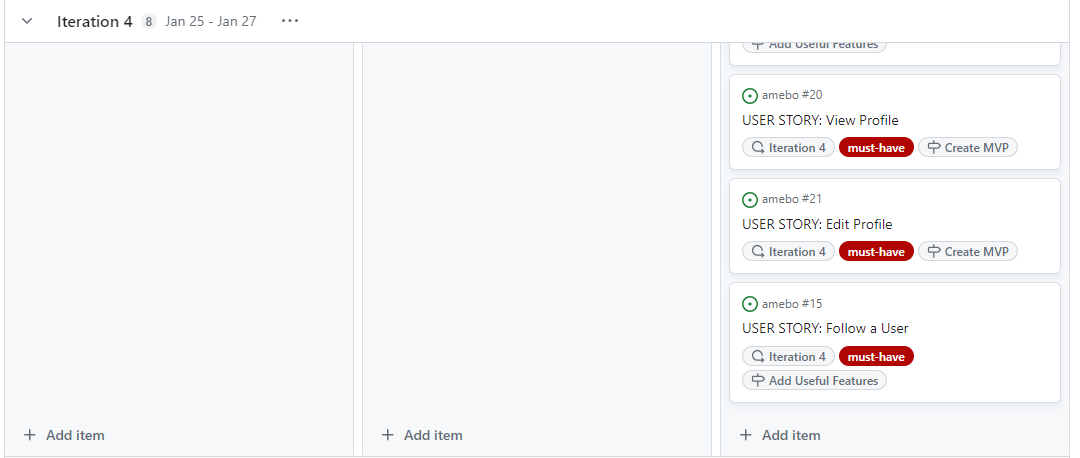 Iteration 4 8 Jan 25 - Jan 27
Add Useful Features
amebo #20
USER STORY: View Profile
Iteration 4 must-have Create MVP
amebo #21
USER STORY: Edit Profile
Iteration 4 must-have Create MVP
amebo #15
USER STORY: Follow a User
Iteration 4 must-have
Add Useful Features
Add item Add item Add item